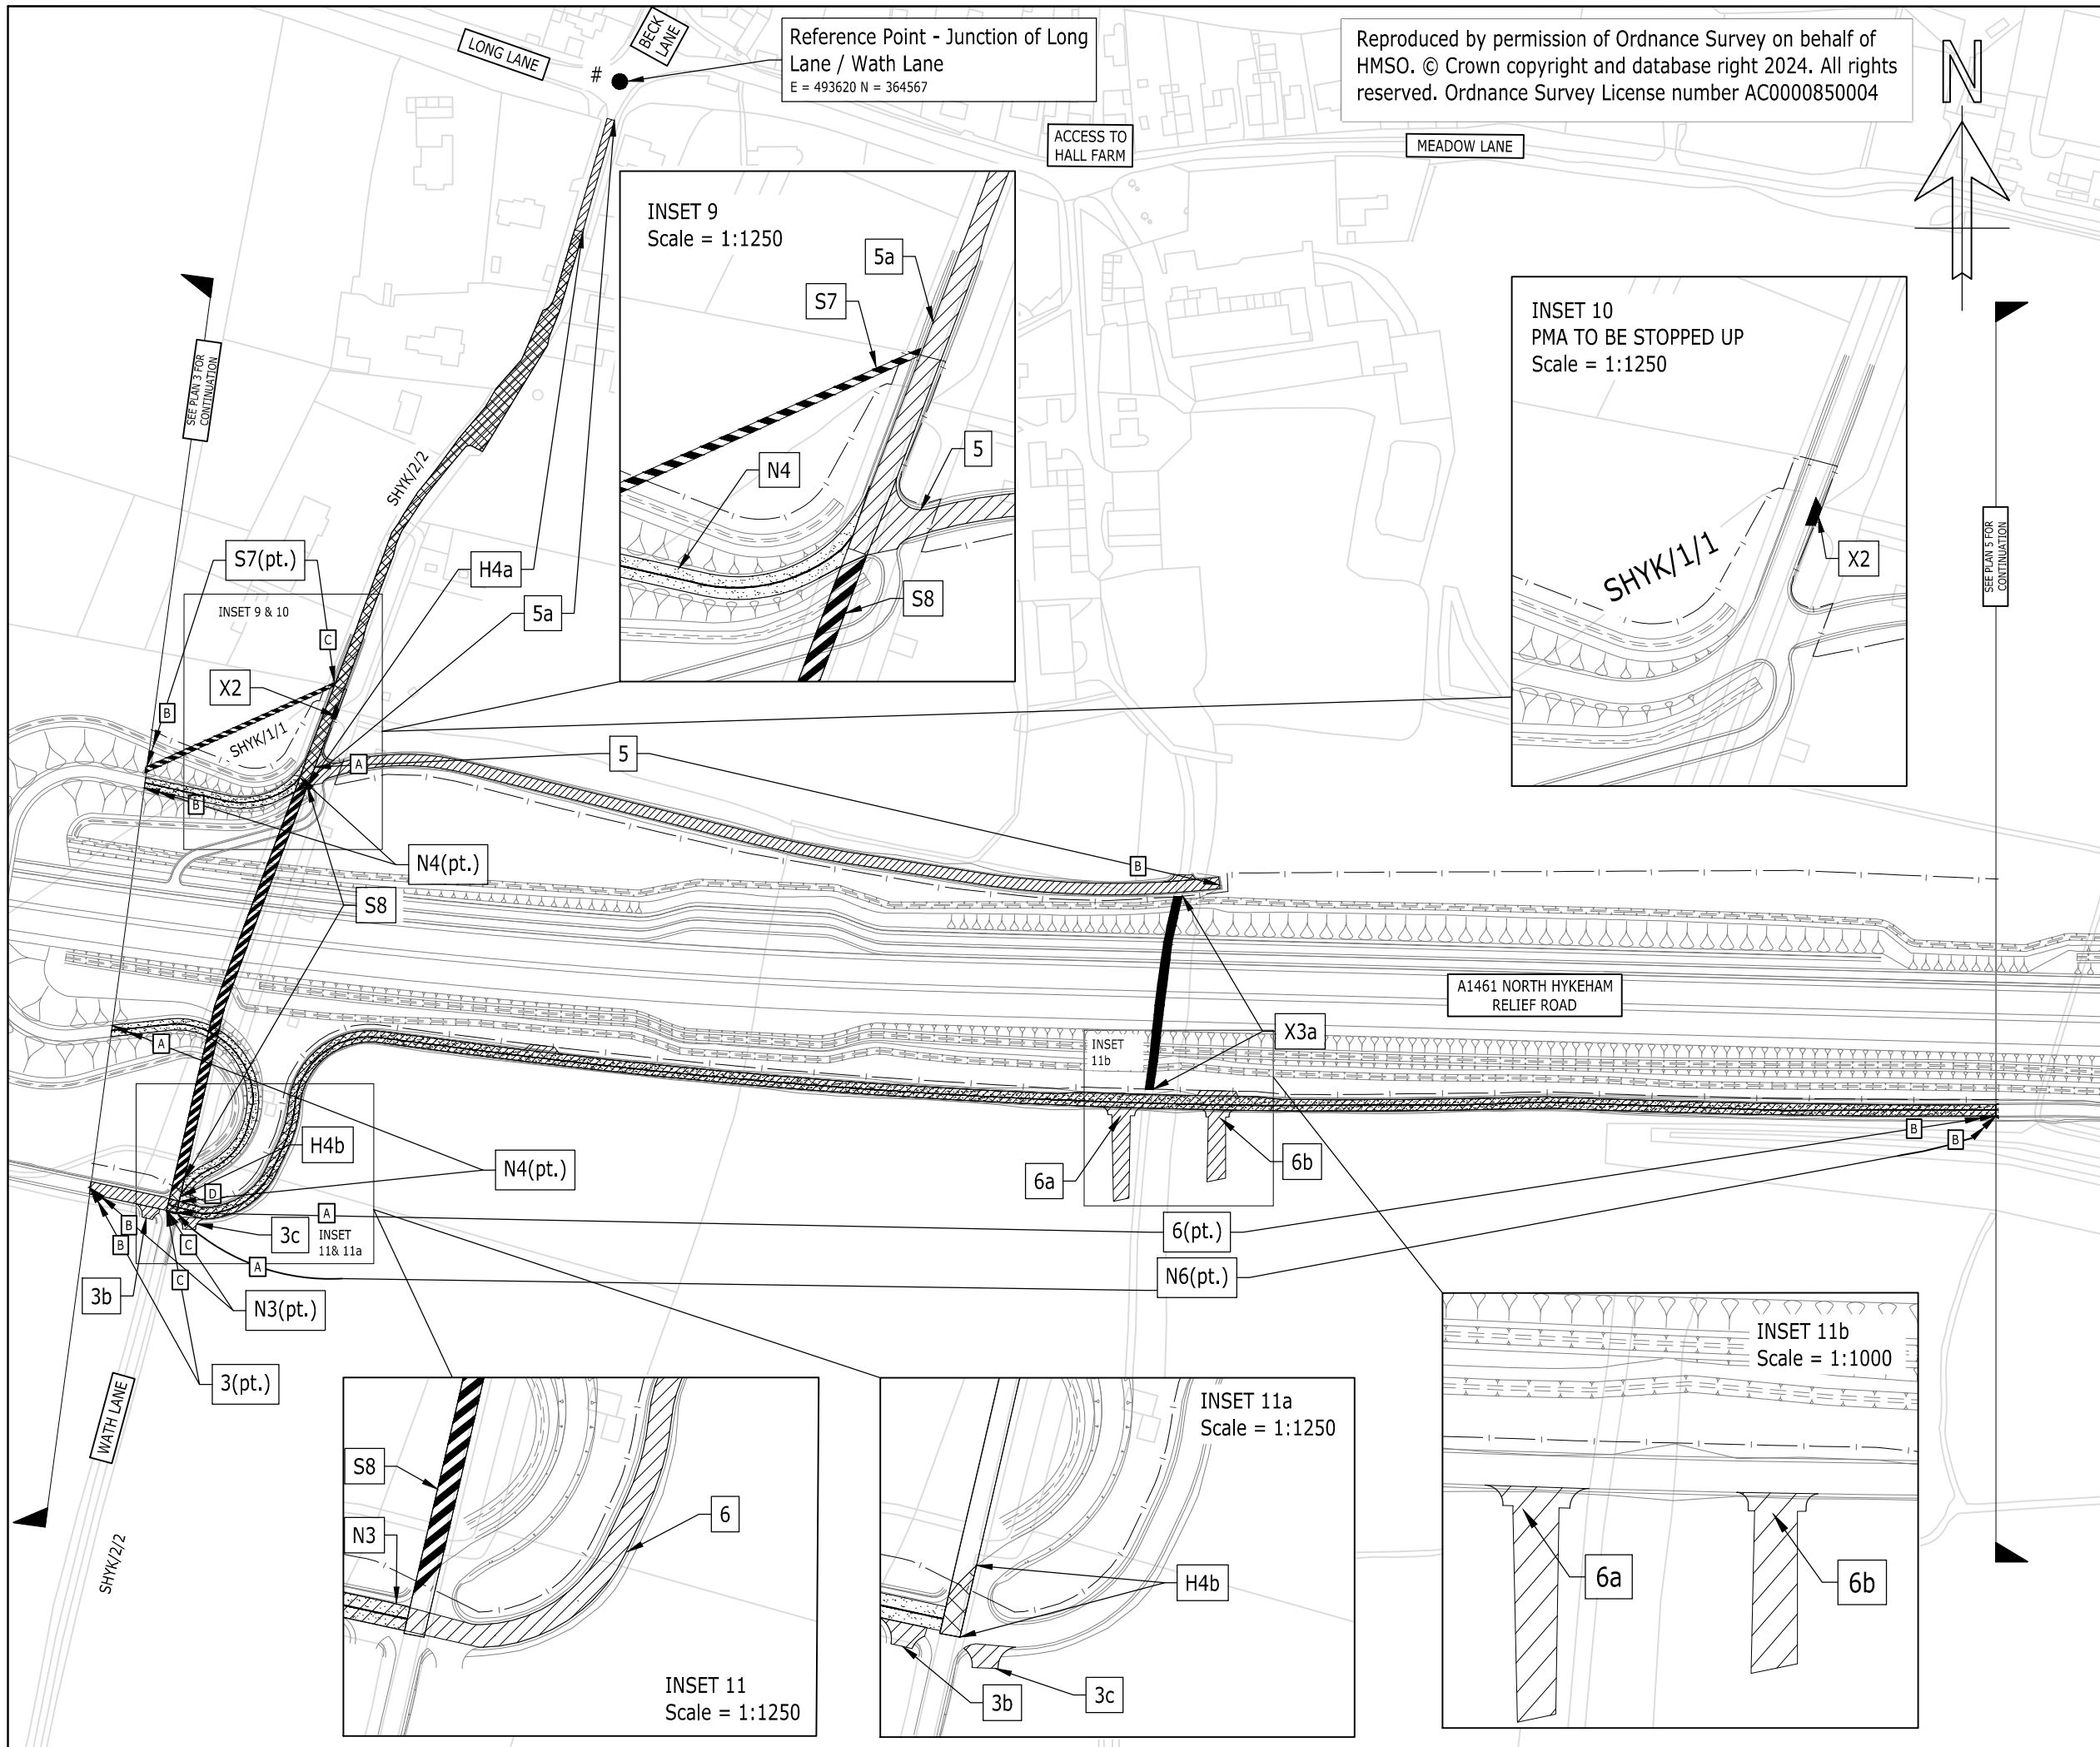 LONG LANE
BECK
LANE
#
Reference Point - Junction of Long
Lane / Wath Lane
E = 493620 N = 364567
Reproduced by permission of Ordnance Survey on behalf of
HMSO. © Crown copyright and database right 2024. All rights
reserved. Ordnance Survey License number AC0000850004
N
ACCESS TO
HALL FARM
MEADOW LANE
INSET 9
Scale = 1:1250
5a
S7
N4
5
S8
INSET 10
PMA TO BE STOPPED UP
Scale = 1:1250
SHYK/1/1
X2
SEE PLAN 3 FOR
CONTINUATION
SEE PLAN 5 FOR
CONTINUATION
SHYK/2/2
S7(pt.)
H4a
5a
INSET 9 & 10
C
X2
B
SHYK/1/1
5
A
B
N4(pt.)
B
S8
A1461 NORTH HYKEHAM
RELIEF ROAD
X3a
INSET
11b
A
H4b
N4(pt.)
6a
6b
B
B
D
A
3c
INSET
11& 11a
6(pt.)
B
B
C
A
N6(pt.)
C
3b
N3(pt.)
3(pt.)
WATH LANE
SHYK/2/2
S8
N3
6
INSET 11
Scale = 1:1250
INSET 11a
Scale = 1:1250
H4b
3b
3c
INSET 11b
Scale = 1:1000
6a
6b